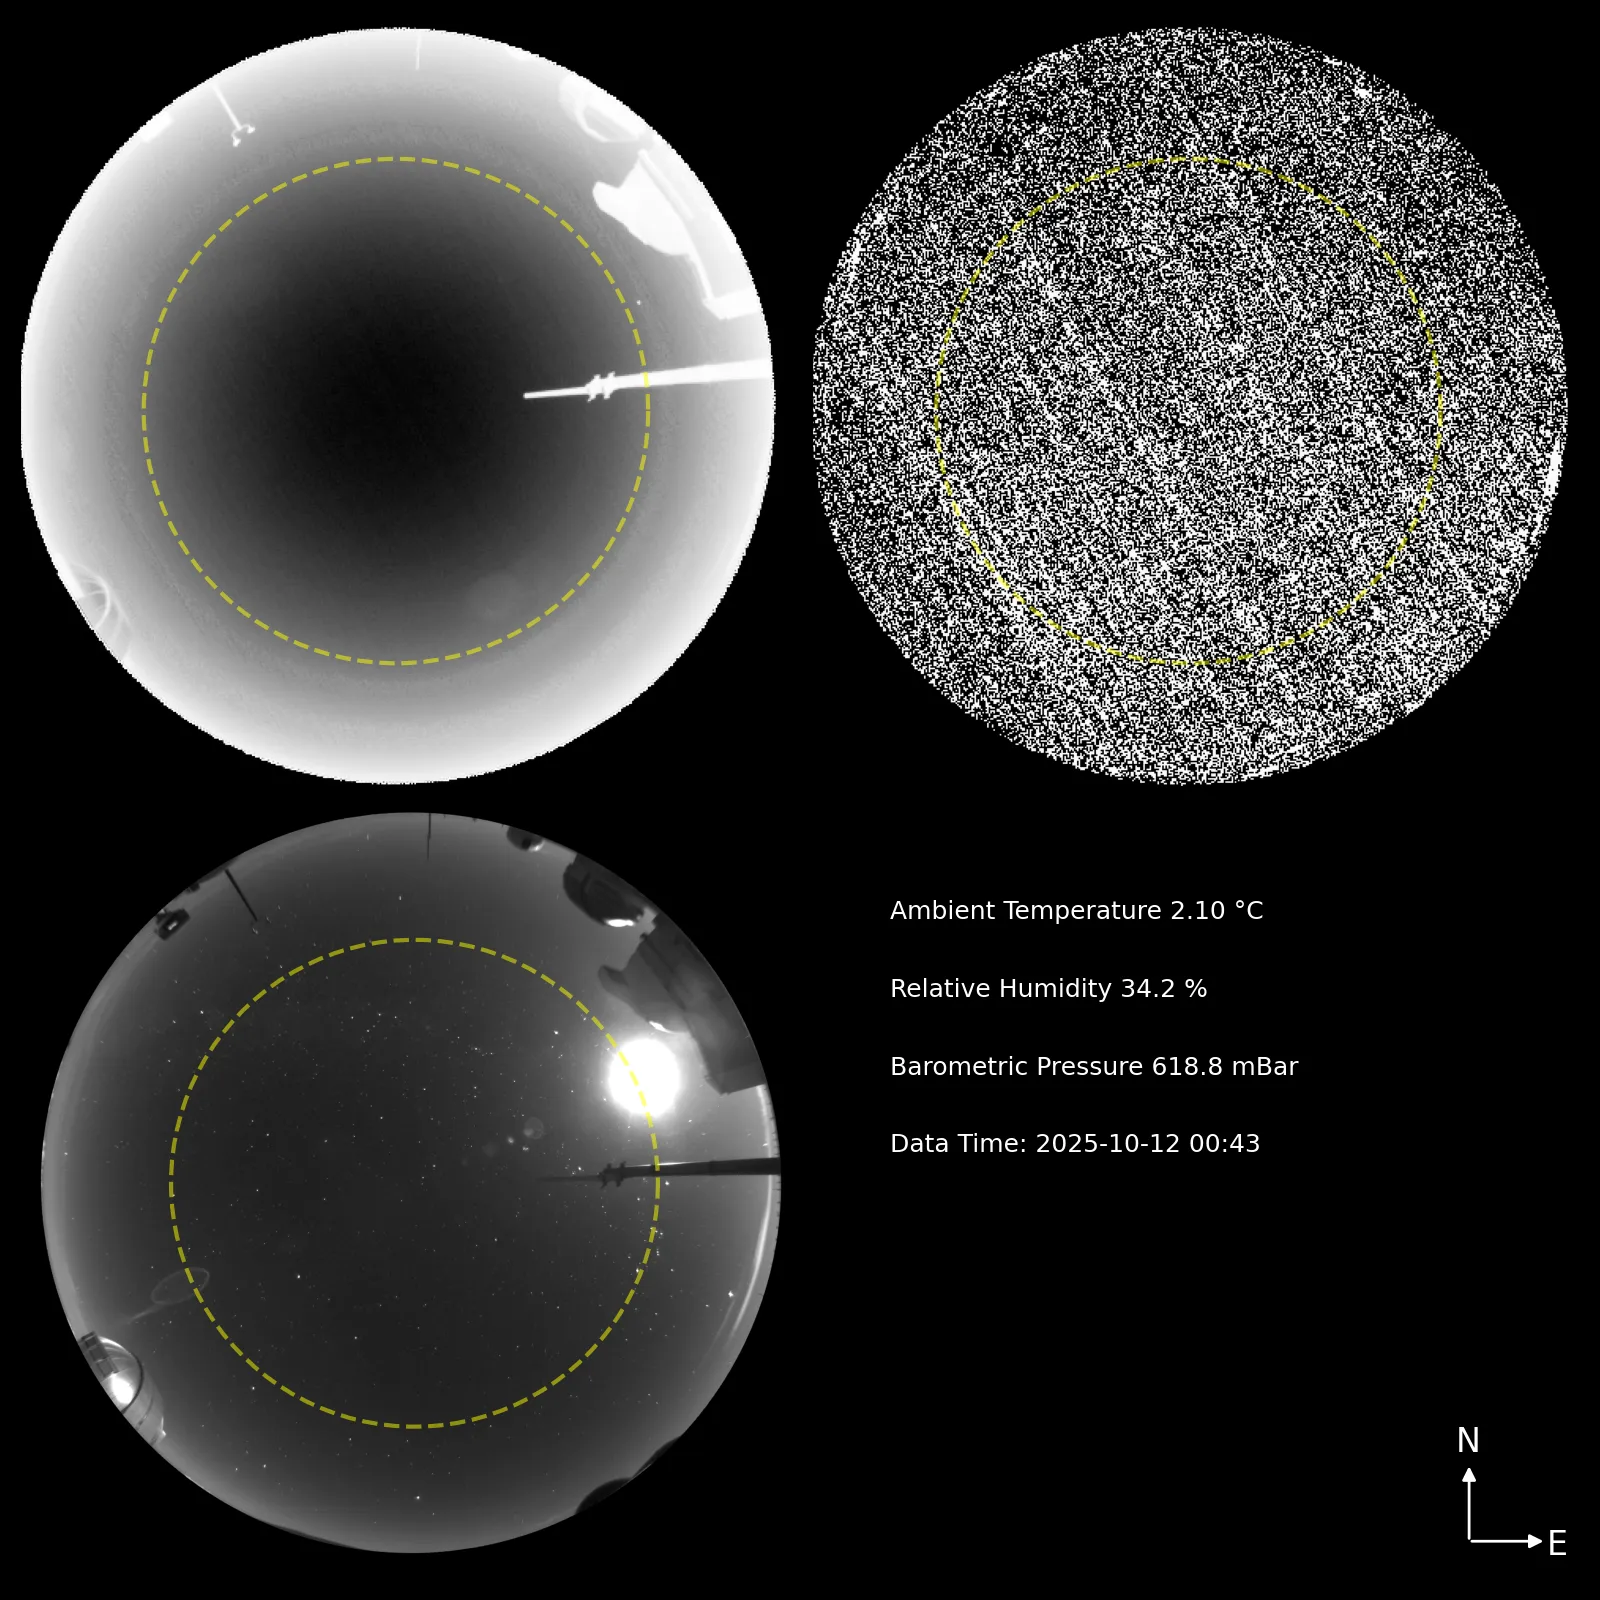 Ambient Temperature 2.10 °C
Relative Humidity 34.2 %
Barometric Pressure 618.8 mBar
Data Time: 2025-10-12 00:43
N
E